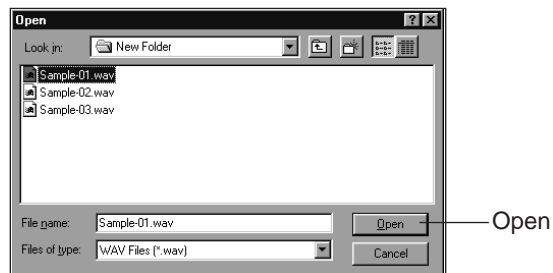 Open
Look in: New Folder
Sample-01.wav
Sample-02.wav
Sample-03.wav
File name: Sample-01.wav Open Open
Files of type: WAV Files (*.wav) Cancel